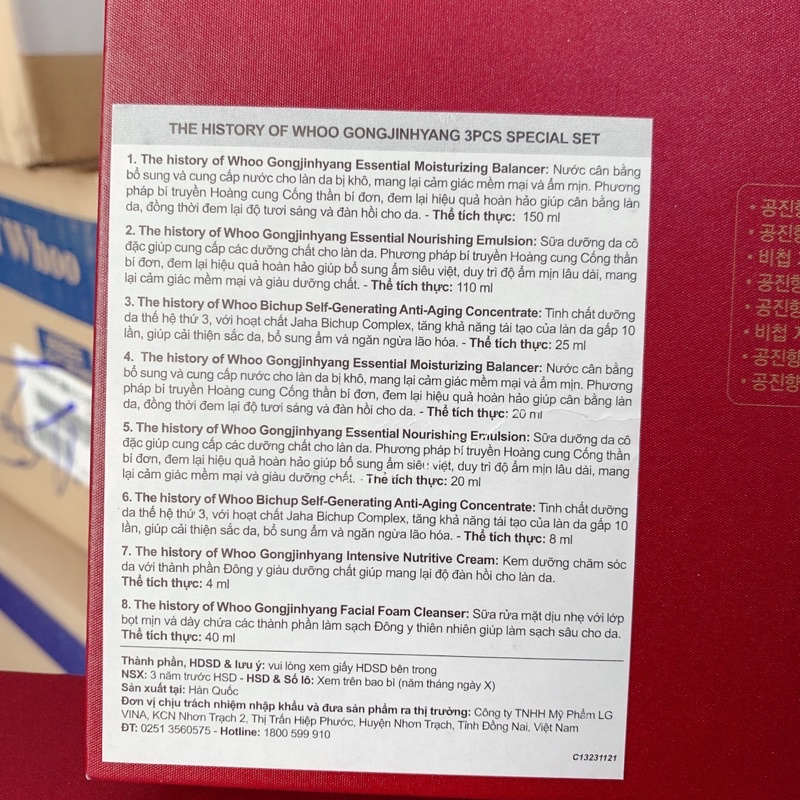 THE HISTORY OF WHOO GONGJINHYANG 3PCS SPECIAL SET
1. The history of Whoo Gongjinhyang Essential Moisturizing Balancer: Nước cân bằng
bổ sung và cung cấp nước cho làn da bị khô, mang lại cảm giác mềm mại và ẩm mịn. Phương
pháp bí truyền Hoàng cung Cống thần bí đơn, đem lại hiệu quả hoàn hảo giúp cân bằng làn
da, đồng thời đem lại độ tươi sáng và đàn hồi cho da. - Thể tích thực: 150 ml
2. The history of Whoo Gongjinhyang Essential Nourishing Emulsion: Sữa dưỡng da cô
đặc giúp cung cấp các dưỡng chất cho làn da. Phương pháp bí truyền Hoàng cung Cống thần
bí đơn, đem lại hiệu quả hoàn hảo giúp bổ sung ẩm siêu việt, duy trì độ ẩm mịn lâu dài, mang
lại cảm giác mềm mại và giàu dưỡng chất. - Thể tích thực: 110 ml
3. The history of Whoo Bichup Self-Generating Anti-Aging Concentrate: Tinh chất dưỡng
da thế hệ thứ 3, với hoạt chất Jaha Bichup Complex, tăng khả năng tái tạo của làn da gấp 10
lần, giúp cải thiện sắc da, bổ sung ẩm và ngăn ngừa lão hóa. - Thể tích thực: 25 ml
4. The history of Whoo Gongjinhyang Essential Moisturizing Balancer: Nước cân bằng
bổ sung và cung cấp nước cho làn da bị khô, mang lại cảm giác mềm mại và ẩm mịn. Phương
pháp bí truyền Hoàng cung Cống thần bí đơn, đem lại hiệu quả hoàn hảo giúp cân bằng làn
da, đồng thời đem lại độ tươi sáng và đàn hồi cho da. - Thể tích thực: 20 ml
5. The history of Whoo Gongjinhyang Essential Nourishing Emulsion: Sữa dưỡng da cô
đặc giúp cung cấp các dưỡng chất cho làn da. Phương pháp bí truyền Hoàng cung Cống thần
bí đơn, đem lại hiệu quả hoàn hảo giúp bổ sung ẩm siêu việt, duy trì độ ẩm mịn lâu dài, mang
lại cảm giác mềm mại và giàu dưỡng chất. - Thể tích thực: 20 ml
6. The history of Whoo Bichup Self-Generating Anti-Aging Concentrate: Tinh chất dưỡng
da thế hệ thứ 3, với hoạt chất Jaha Bichup Complex, tăng khả năng tái tạo của làn da gấp 10
lần, giúp cải thiện sắc da, bổ sung ẩm và ngăn ngừa lão hóa. - Thể tích thực: 8 ml
7. The history of Whoo Gongjinhyang Intensive Nutritive Cream: Kem dưỡng chăm sóc
da với thành phần Đông y giàu dưỡng chất giúp mang lại độ đàn hồi cho làn da.
Thể tích thực: 4 ml
8. The history of Whoo Gongjinhyang Facial Foam Cleanser: Sữa rửa mặt dịu nhẹ với lớp
bọt mịn và dày chứa các thành phần làm sạch Đông y thiên nhiên giúp làm sạch sâu cho da.
Thể tích thực: 40 ml
Thành phần, HDSD & lưu ý: vui lòng xem giấy HDSD bên trong
NSX: 3 năm trước HSD - HSD & Số lô: Xem trên bao bì (năm tháng ngày X)
Sản xuất tại: Hàn Quốc
Đơn vị chịu trách nhiệm nhập khẩu và đưa sản phẩm ra thị trường: Công ty TNHH Mỹ Phẩm LG
VINA, KCN Nhơn Trạch 2, Thị Trấn Hiệp Phước, Huyện Nhơn Trạch, Tỉnh Đồng Nai, Việt Nam
ĐT: 0251 3560575 - Hotline: 1800 599 910
C13231121
Whoo
• 공진향
• 공진향
• 비첩
• 공진향
• 공진향
• 비첩
• 공진향
• 공진향